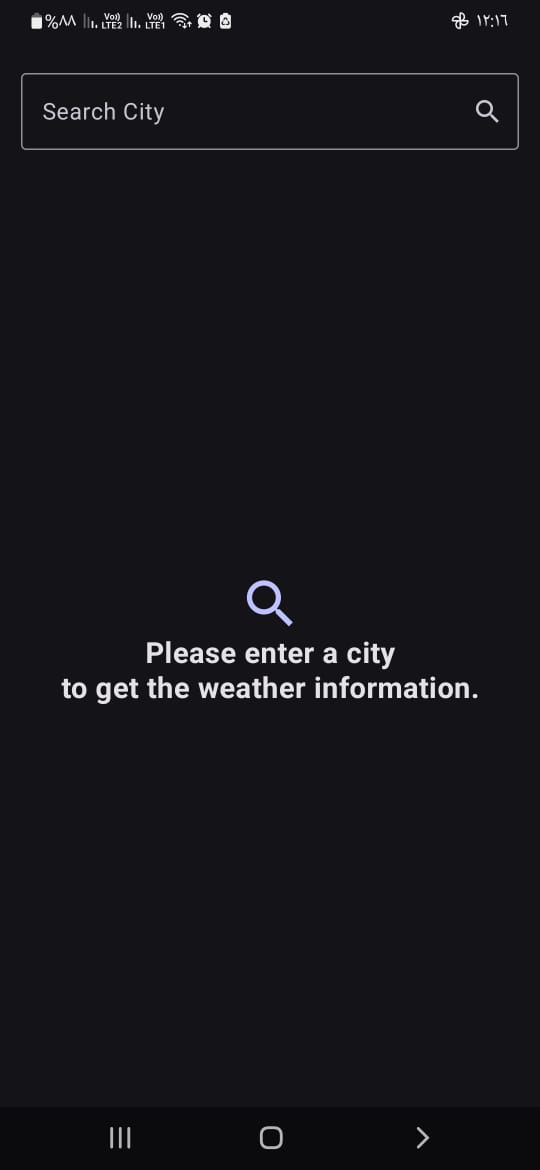 %٨٨ Vo)) LTE2 Vo)) LTE1 ١٢:١٦
Search City
Please enter a city
to get the weather information.